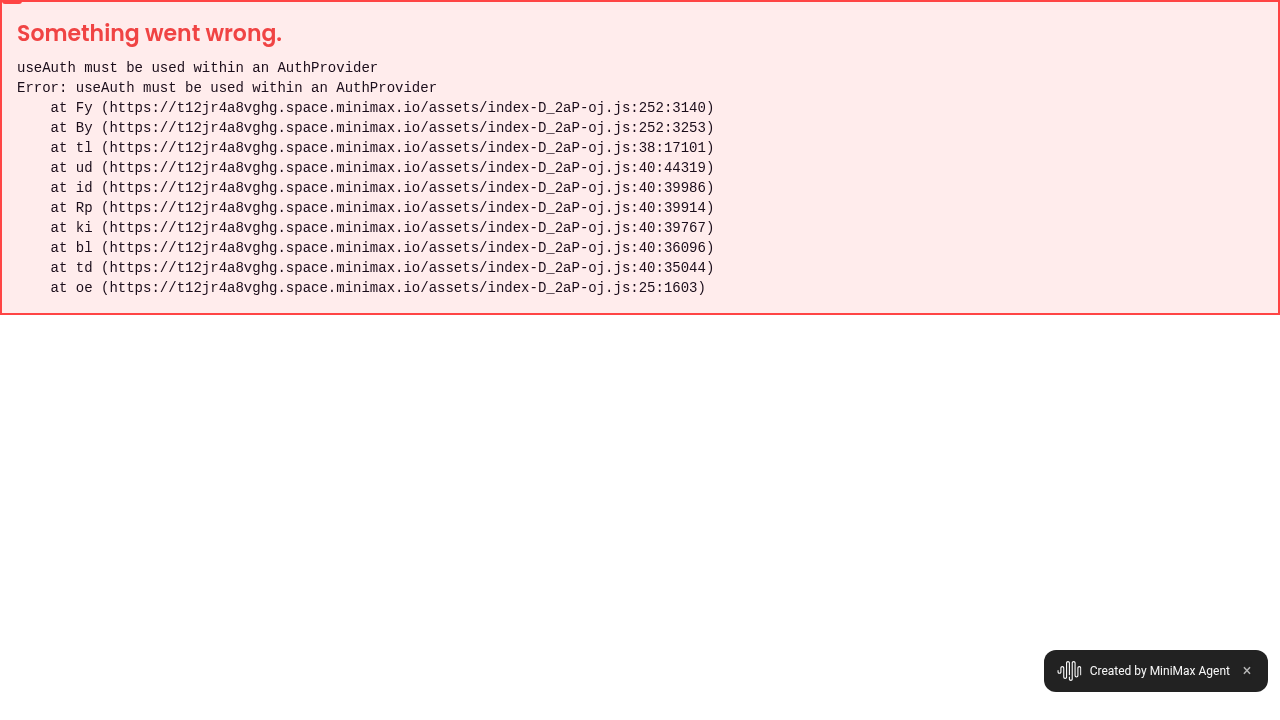 Something went wrong.
useAuth must be used within an AuthProvider
Error: useAuth must be used within an AuthProvider
    at Fy (https://t12jr4a8vghg.space.minimax.io/assets/index-D_2aP-oj.js:252:3140)
    at By (https://t12jr4a8vghg.space.minimax.io/assets/index-D_2aP-oj.js:252:3253)
    at tl (https://t12jr4a8vghg.space.minimax.io/assets/index-D_2aP-oj.js:38:17101)
    at ud (https://t12jr4a8vghg.space.minimax.io/assets/index-D_2aP-oj.js:40:44319)
    at id (https://t12jr4a8vghg.space.minimax.io/assets/index-D_2aP-oj.js:40:39986)
    at Rp (https://t12jr4a8vghg.space.minimax.io/assets/index-D_2aP-oj.js:40:39914)
    at ki (https://t12jr4a8vghg.space.minimax.io/assets/index-D_2aP-oj.js:40:39767)
    at bl (https://t12jr4a8vghg.space.minimax.io/assets/index-D_2aP-oj.js:40:36096)
    at td (https://t12jr4a8vghg.space.minimax.io/assets/index-D_2aP-oj.js:40:35044)
    at oe (https://t12jr4a8vghg.space.minimax.io/assets/index-D_2aP-oj.js:25:1603)
Created by MiniMax Agent ×